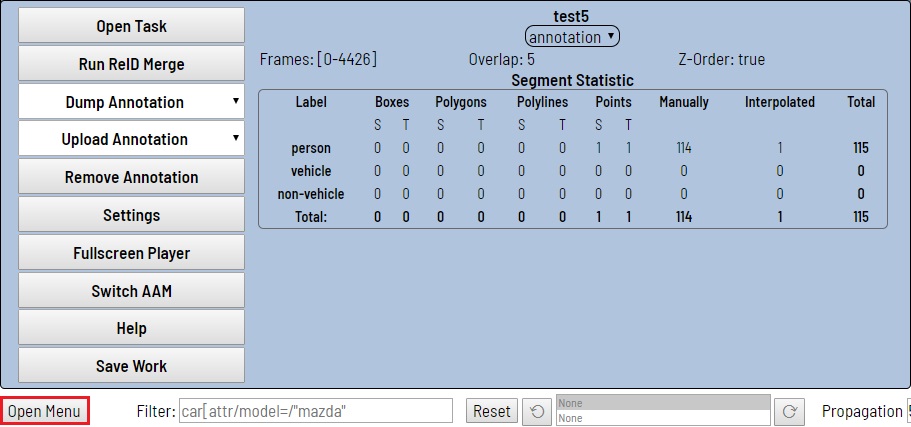 Open Task
Run ReID Merge
Dump Annotation
Upload Annotation
Remove Annotation
Settings
Fullscreen Player
Switch AAM
Help
Save Work
test5
annotation
Frames: [0-4426] Overlap: 5 Z-Order: true
Segment Statistic
Label Boxes Polygons Polylines Points Manually Interpolated Total
S T S T S T S T
person 0 0 0 0 0 0 1 1 114 1 115
vehicle 0 0 0 0 0 0 0 0 0 0 0
non-vehicle 0 0 0 0 0 0 0 0 0 0 0
Total: 0 0 0 0 0 0 1 1 114 1 115
Open Menu Filter: car[attr/model=/"mazda" Reset None Propagation
None